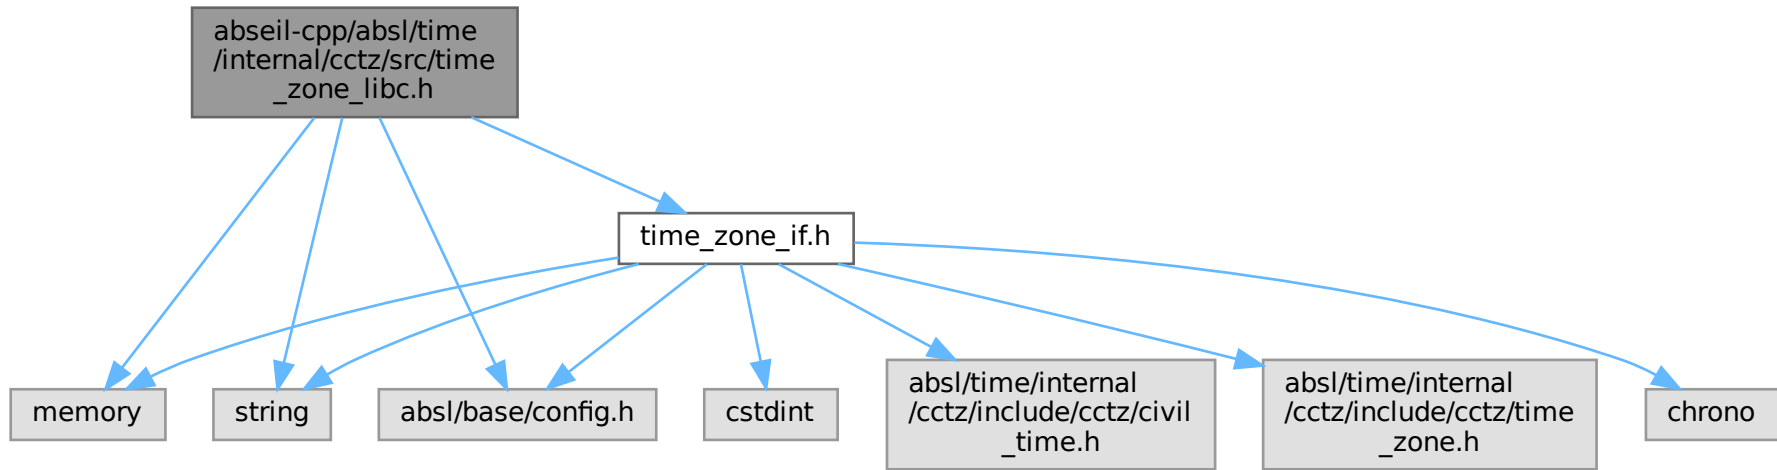 abseil-cpp/absl/time
/internal/cctz/src/time
_zone_libc.h
time_zone_if.h
memory
string
absl/base/config.h
cstdint
absl/time/internal
/cctz/include/cctz/civil
_time.h
absl/time/internal
/cctz/include/cctz/time
_zone.h
chrono